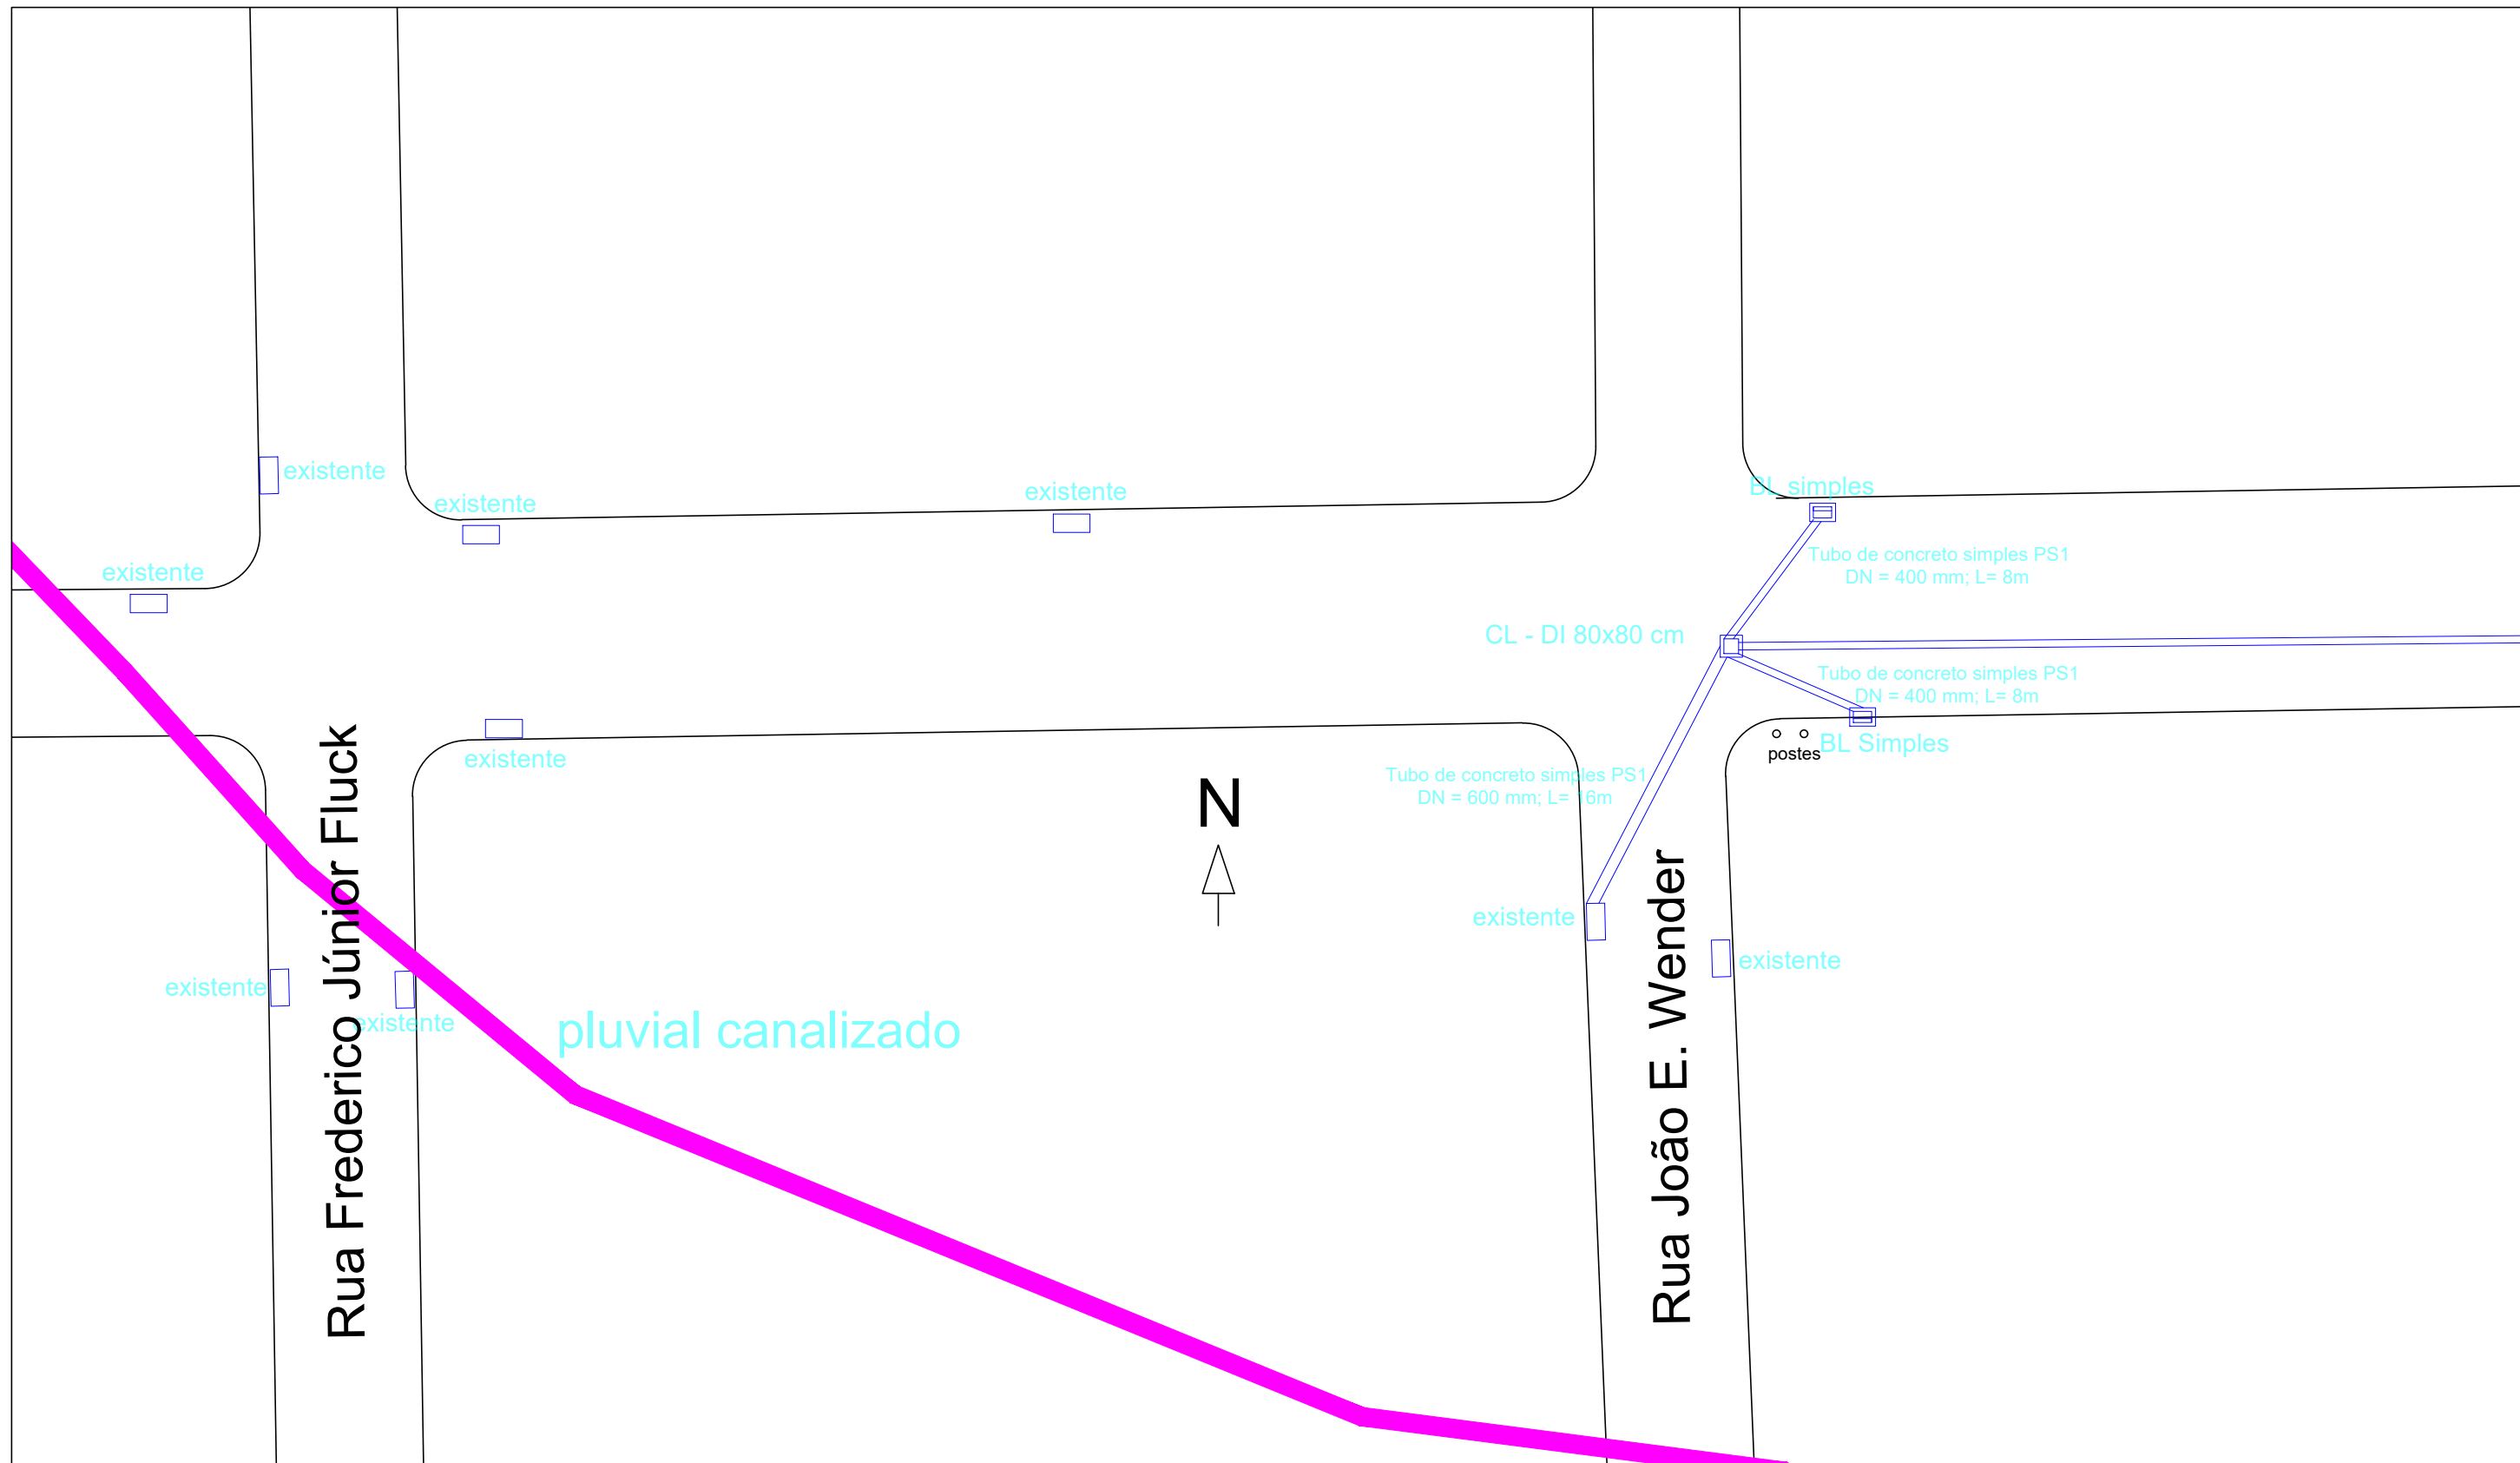 existente
existente
existente
BL simples
Tubo de concreto simples PS1
DN = 400 mm; L= 8m
existente
CL - DI 80x80 cm
Tubo de concreto simples PS1
DN = 400 mm; L= 8m
BL Simples
postes
existente
Tubo de concreto simples PS1
DN = 600 mm; L= 16m
N
existente
existente
existente
existente
pluvial canalizado
Rua Frederico Júnior Fluck
Rua João E. Wender